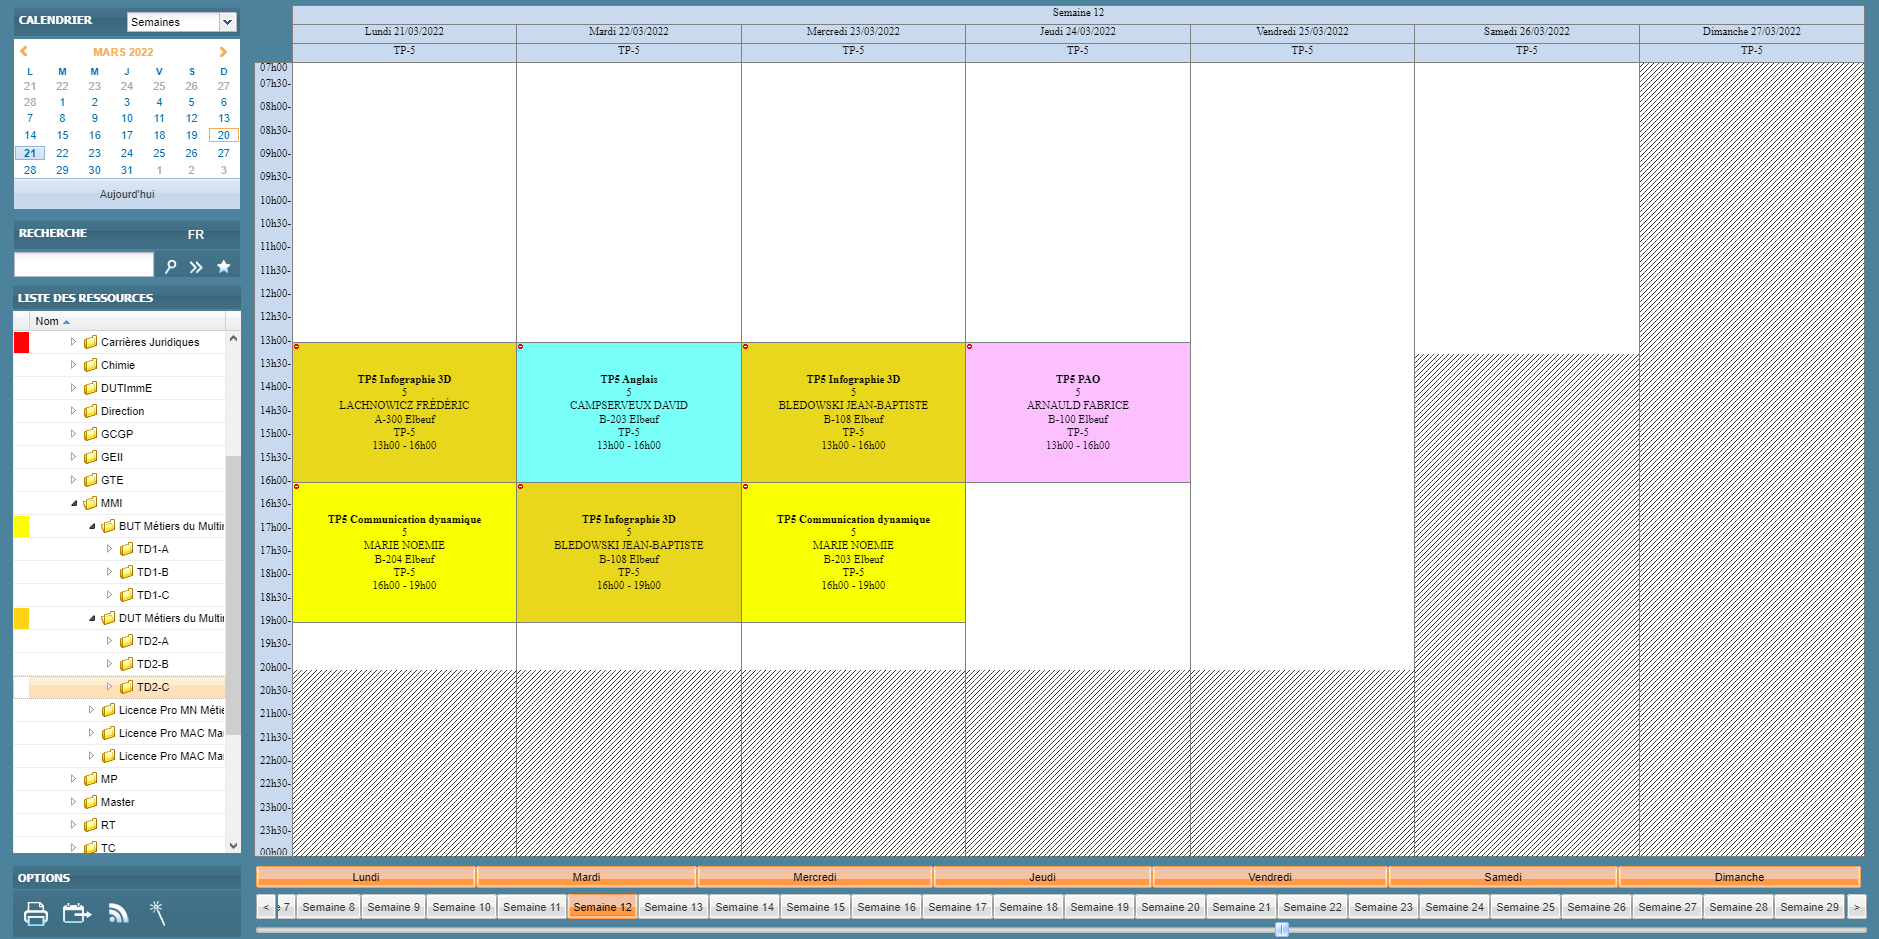 CALENDRIER
Semaines
MARS 2022
L M M J V S D
21 22 23 24 25 26 27
28 1 2 3 4 5 6
7 8 9 10 11 12 13
14 15 16 17 18 19 20
21 22 23 24 25 26 27
28 29 30 31 1 2 3
Aujourd'hui
RECHERCHE FR
LISTE DES RESSOURCES
Nom
Carrières Juridiques
Chimie
DUTImmE
Direction
GCGP
GEII
GTE
MMI
BUT Métiers du Multin
TD1-A
TD1-B
TD1-C
DUT Métiers du Multin
TD2-A
TD2-B
TD2-C
Licence Pro MN Métie
Licence Pro MAC Mai
Licence Pro MAC Mai
MP
Master
RT
TC
OPTIONS
Semaine 12
Lundi 21/03/2022 Mardi 22/03/2022 Mercredi 23/03/2022 Jeudi 24/03/2022 Vendredi 25/03/2022 Samedi 26/03/2022 Dimanche 27/03/2022
TP-5 TP-5 TP-5 TP-5 TP-5 TP-5 TP-5
07h00
07h30-
08h00-
08h30-
09h00-
09h30-
10h00-
10h30-
11h00-
11h30-
12h00-
12h30-
13h00-
13h30-
14h00-
14h30-
15h00-
15h30-
16h00-
16h30-
17h00-
17h30-
18h00-
18h30-
19h00-
19h30-
20h00-
20h30-
21h00-
21h30-
22h00-
22h30-
23h00-
23h30-
00h00
TP5 Infographie 3D
5
LACHNOWICZ FRÉDÉRIC
A-300 Elbeuf
TP-5
13h00 - 16h00
TP5 Communication dynamique
5
MARIE NOEMIE
B-204 Elbeuf
TP-5
16h00 - 19h00
TP5 Anglais
5
CAMPSERVEUX DAVID
B-203 Elbeuf
TP-5
13h00 - 16h00
TP5 Infographie 3D
5
BLEDOWSKI JEAN-BAPTISTE
B-108 Elbeuf
TP-5
16h00 - 19h00
TP5 Infographie 3D
5
BLEDOWSKI JEAN-BAPTISTE
B-108 Elbeuf
TP-5
13h00 - 16h00
TP5 Communication dynamique
5
MARIE NOEMIE
B-203 Elbeuf
TP-5
16h00 - 19h00
TP5 PAO
5
ARNAULD FABRICE
B-100 Elbeuf
TP-5
13h00 - 16h00
Lundi Mardi Mercredi Jeudi Vendredi Samedi Dimanche
< 7 Semaine 8 Semaine 9 Semaine 10 Semaine 11 Semaine 12 Semaine 13 Semaine 14 Semaine 15 Semaine 16 Semaine 17 Semaine 18 Semaine 19 Semaine 20 Semaine 21 Semaine 22 Semaine 23 Semaine 24 Semaine 25 Semaine 26 Semaine 27 Semaine 28 Semaine 29 >